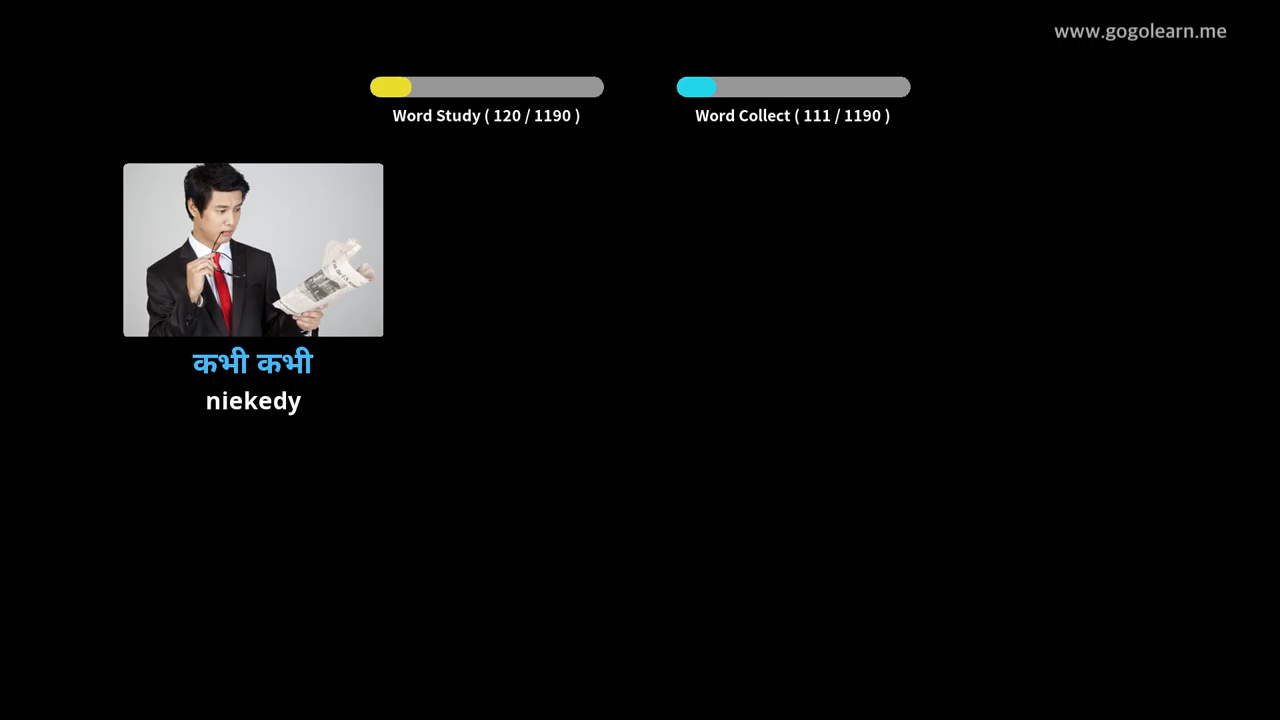 www.gogolearn.me
Word Study ( 120 / 1190 )
Word Collect ( 111 / 1190 )
कभी कभी
niekedy